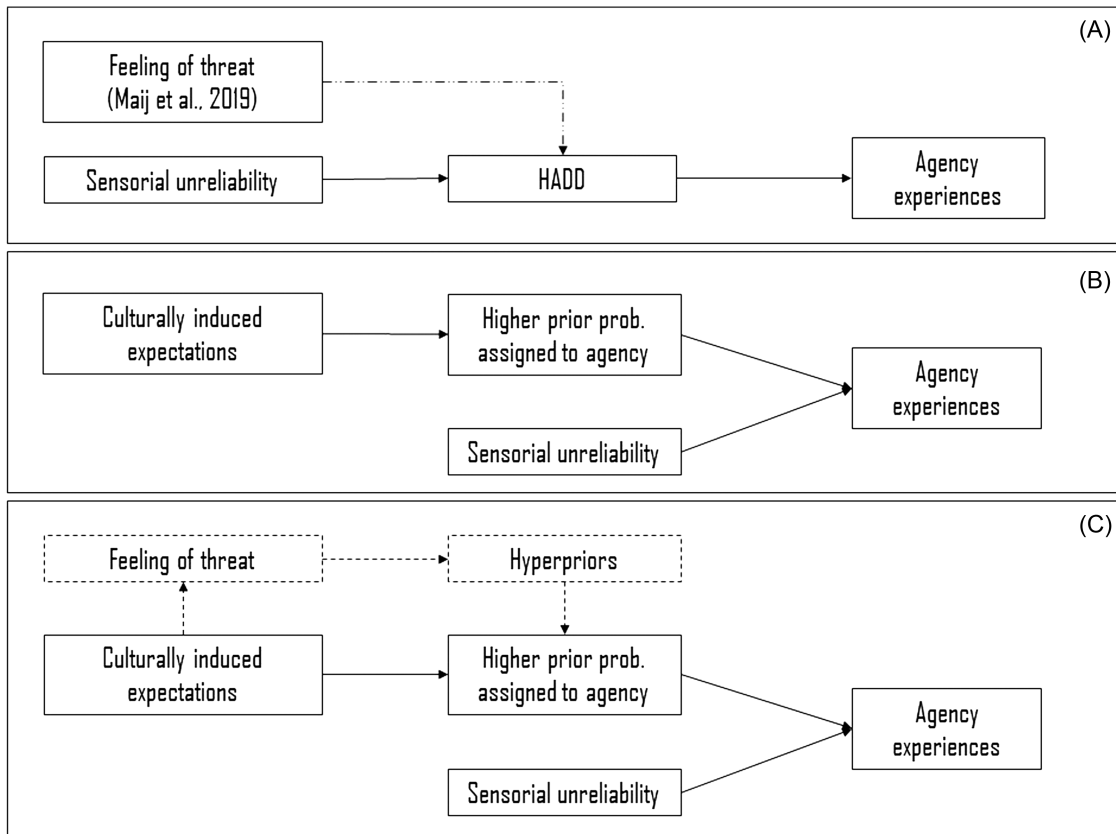 (A)
Feeling of threat
(Maij et al., 2019)
Sensorial unreliability
HADD
Agency
experiences
(B)
Culturally induced
expectations
Higher prior prob.
assigned to agency
Sensorial unreliability
Agency
experiences
(C)
Feeling of threat
Hyperpriors
Culturally induced
expectations
Higher prior prob.
assigned to agency
Sensorial unreliability
Agency
experiences